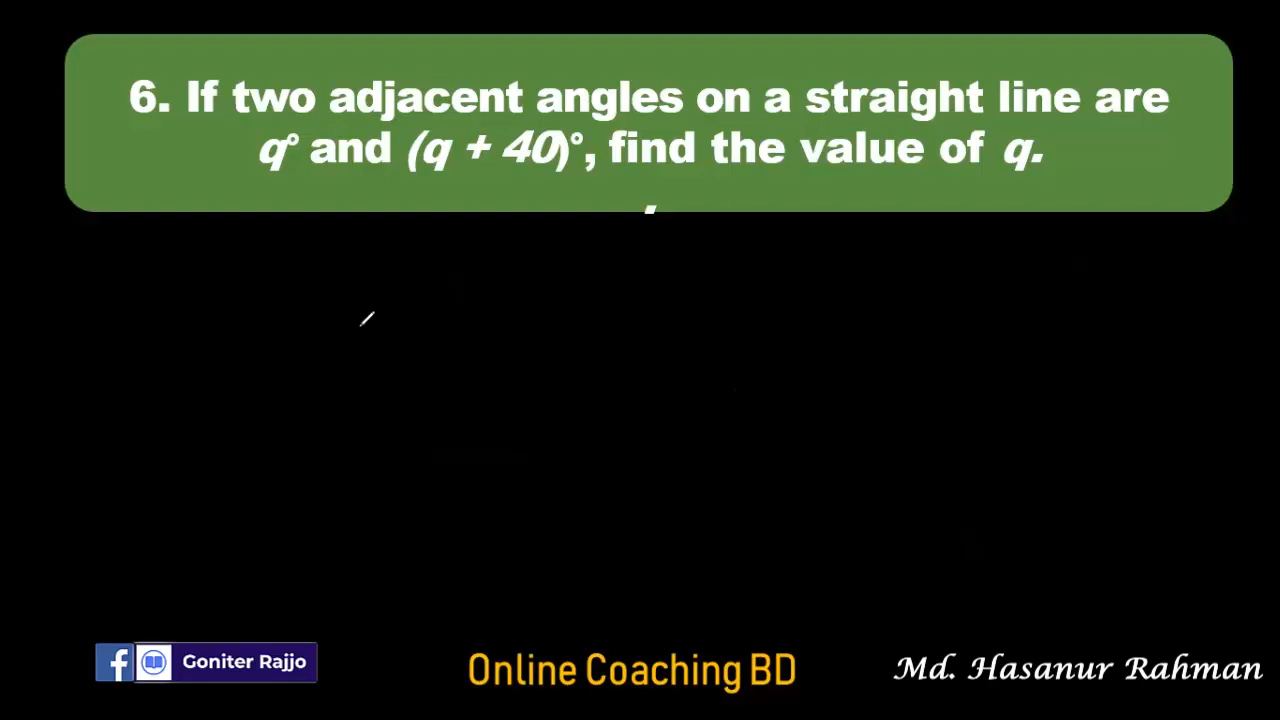 6. If two adjacent angles on a straight line are
q° and (q + 40)°, find the value of q.
.
Goniter Rajjo
Online Coaching BD
Md. Hasanur Rahman